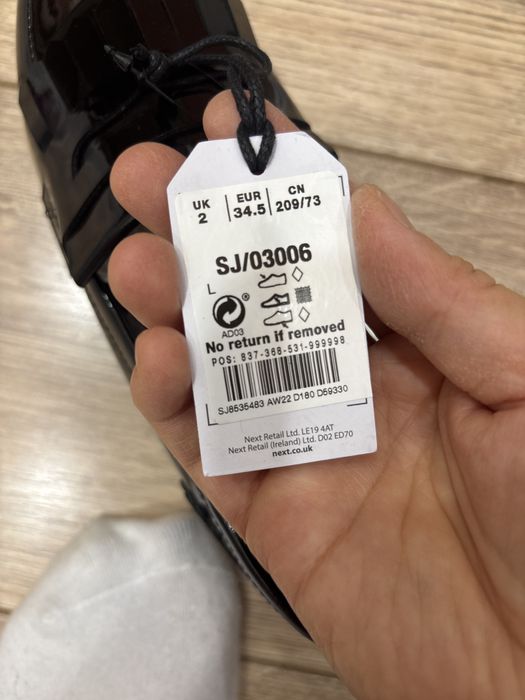 UK EUR CN
2 34.5 209/73
SJ/03006
L
®
AD03
No return if removed
POS: 837-368-531-999998
SJ8535483 AW22 D180 D59330
Next Retail Ltd. LE19 4AT
Next Retail (Ireland) Ltd. D02 ED70
next.co.uk